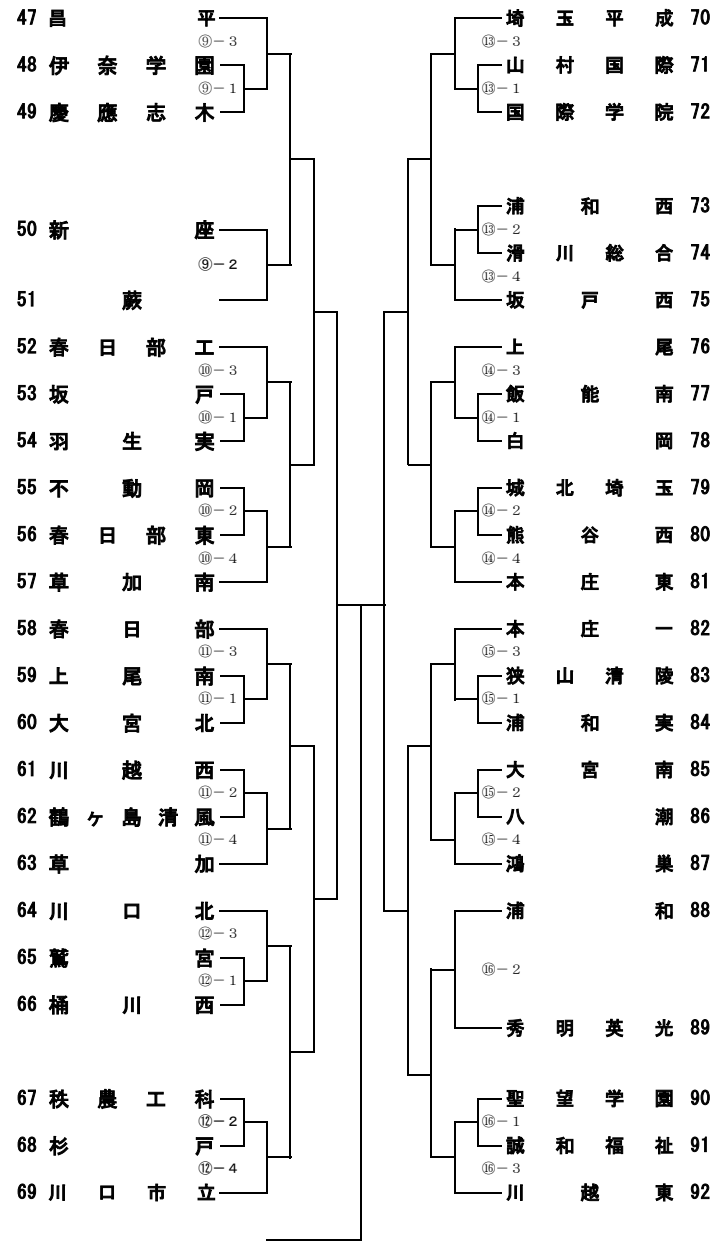 47 昌平
⑨－3
48 伊奈学園
⑨－1
49 慶應志木
50 新座
⑨－2
51 蕨
52 春日部工
⑩－3
53 坂戸
⑩－1
54 羽生実
55 不動岡
⑩－2
56 春日部東
⑩－4
57 草加南
58 春日部
⑪－3
59 上尾南
⑪－1
60 大宮北
61 川越西
⑪－2
62 鶴ヶ島清風
⑪－4
63 草加
64 川口北
⑫－3
65 鷲宮
⑫－1
66 桶川西
67 秩農工科
⑫－2
68 杉戸
⑫－4
69 川口市立
埼玉平成 70
⑬－3
山村国際 71
⑬－1
国際学院 72
浦和西 73
⑬－2
滑川総合 74
⑬－4
坂戸西 75
上尾 76
⑭－3
飯能南 77
⑭－1
白岡 78
城北埼玉 79
⑭－2
熊谷西 80
⑭－4
本庄東 81
本庄一 82
⑮－3
狭山清陵 83
⑮－1
浦和実 84
大宮南 85
⑮－2
八潮 86
⑮－4
鴻巣 87
浦和 88
⑯－2
秀明英光 89
聖望学園 90
⑯－1
誠和福祉 91
⑯－3
川越東 92